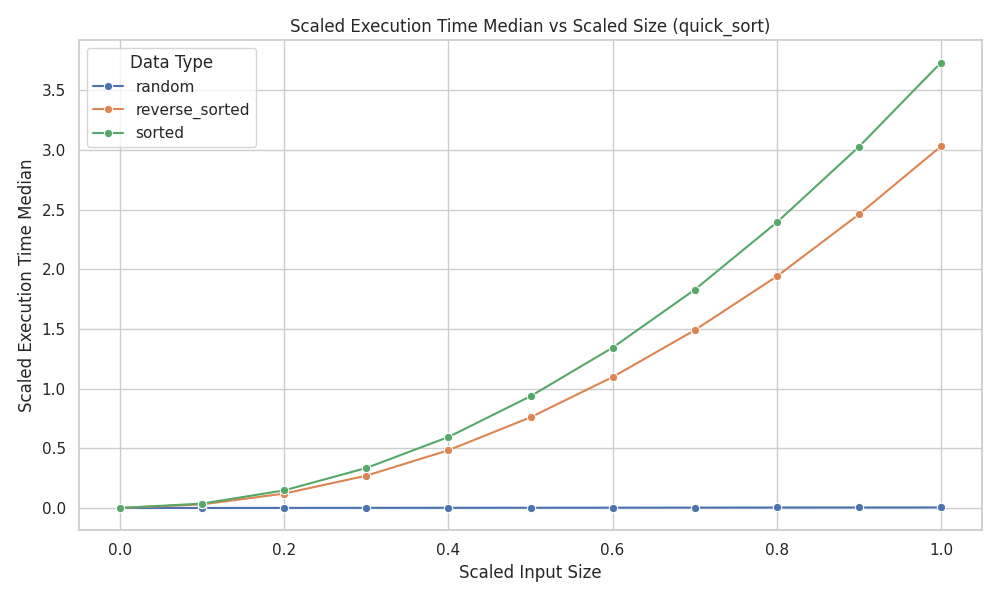 Scaled Execution Time Median vs Scaled Size (quick_sort)
Data Type
random
reverse_sorted
sorted
Scaled Execution Time Median
3.5
3.0
2.5
2.0
1.5
1.0
0.5
0.0
0.0 0.2 0.4 0.6 0.8 1.0
Scaled Input Size